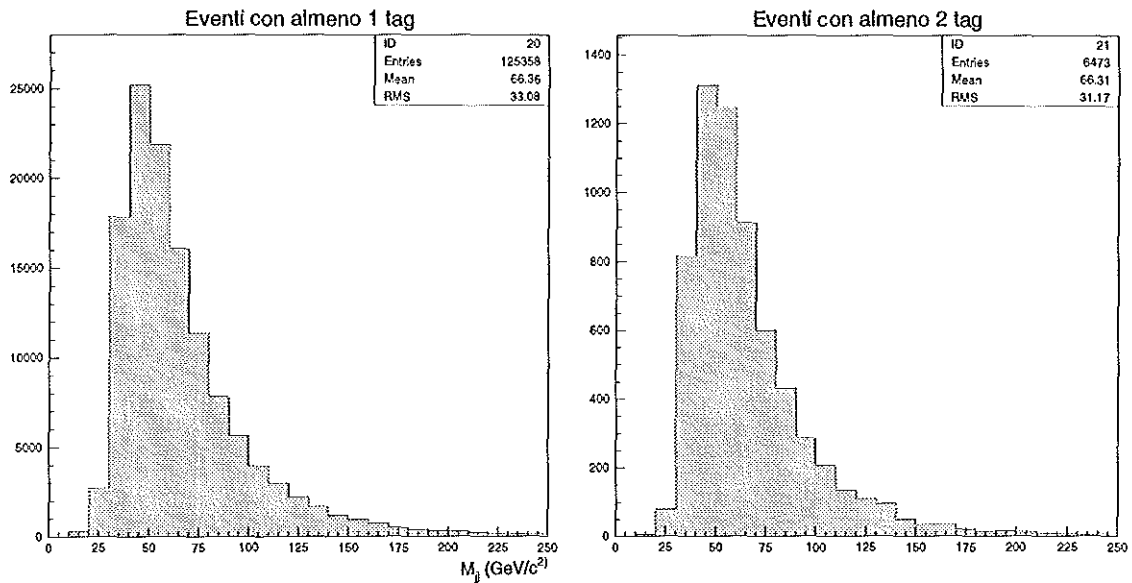 Eventi con almeno 1 tag
ID 20
Entries 125358
Mean 66.36
RMS 33.08
25000
20000
15000
10000
5000
0
0 25 50 75 100 125 150 175 200 225 250
M_jj (GeV/c²)
Eventi con almeno 2 tag
ID 21
Entries 6473
Mean 66.31
RMS 31.17
1400
1200
1000
800
600
400
200
0
0 25 50 75 100 125 150 175 200 225 250